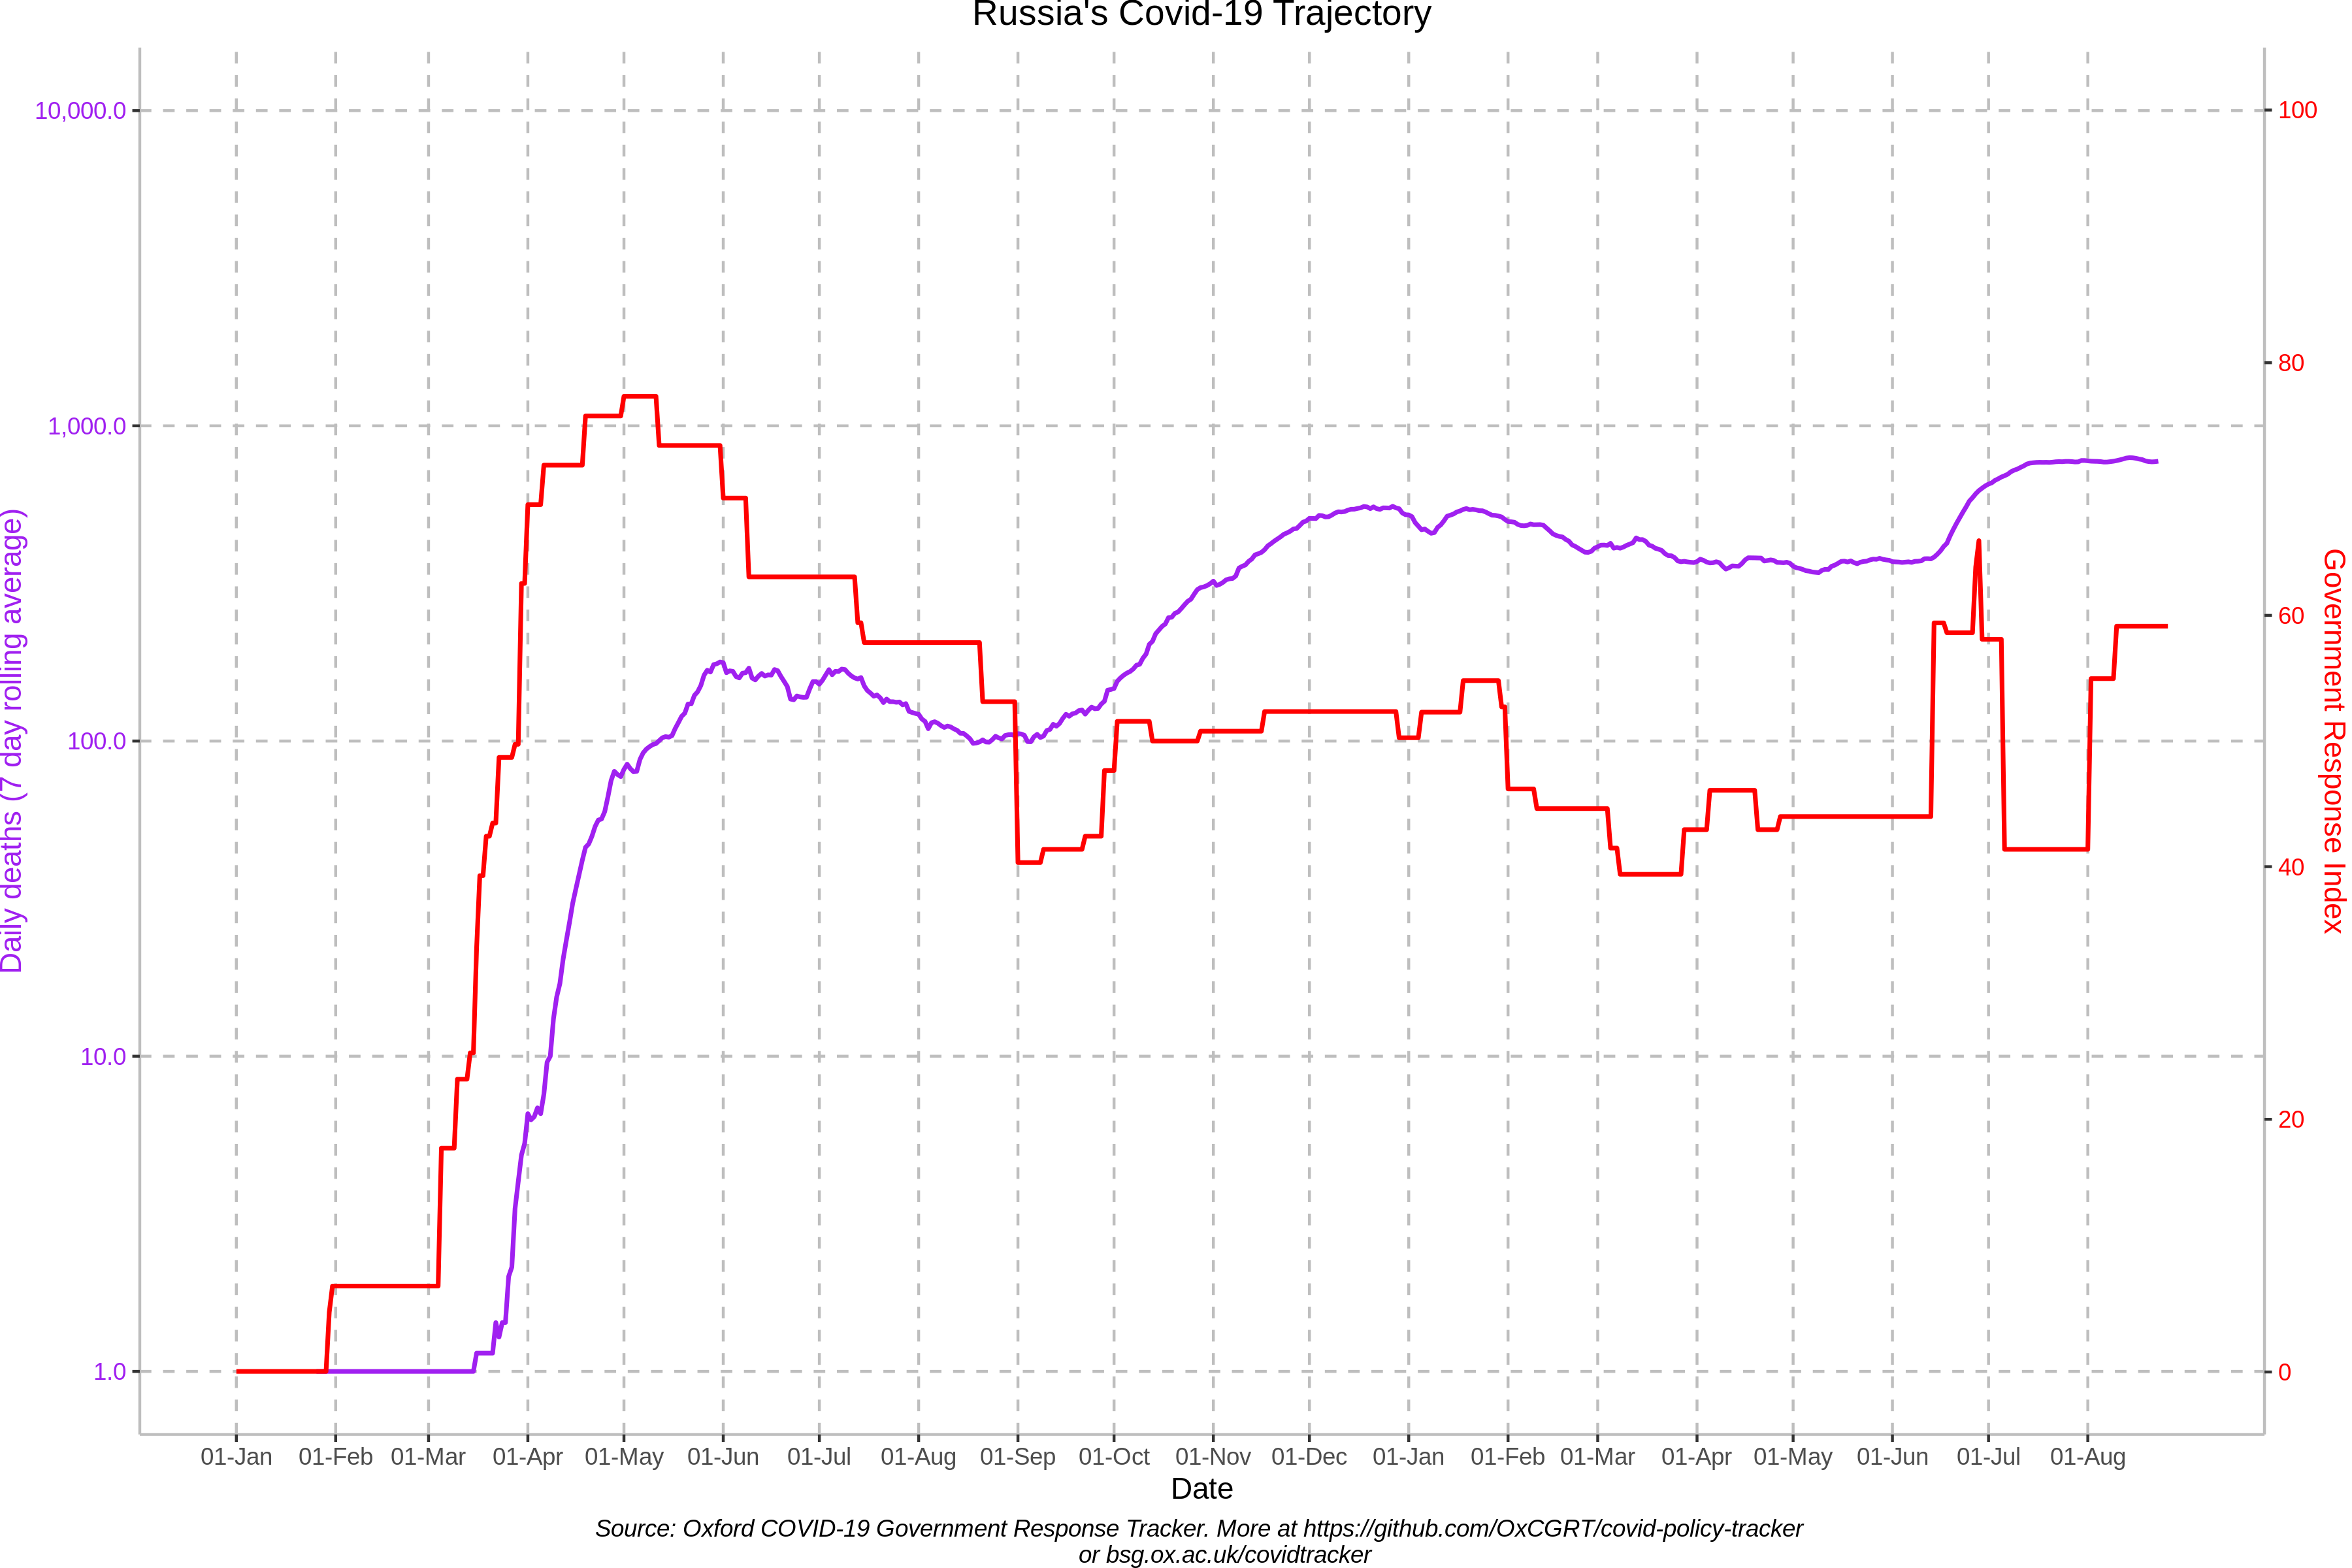 Russia's Covid-19 Trajectory
10,000.0
1,000.0
100.0
10.0
1.0
Daily deaths (7 day rolling average)
100
80
60
40
20
0
Government Response Index
01-Jan 01-Feb 01-Mar 01-Apr 01-May 01-Jun 01-Jul 01-Aug 01-Sep 01-Oct 01-Nov 01-Dec 01-Jan 01-Feb 01-Mar 01-Apr 01-May 01-Jun 01-Jul 01-Aug
Date
Source: Oxford COVID-19 Government Response Tracker. More at https://github.com/OxCGRT/covid-policy-tracker
or bsg.ox.ac.uk/covidtracker